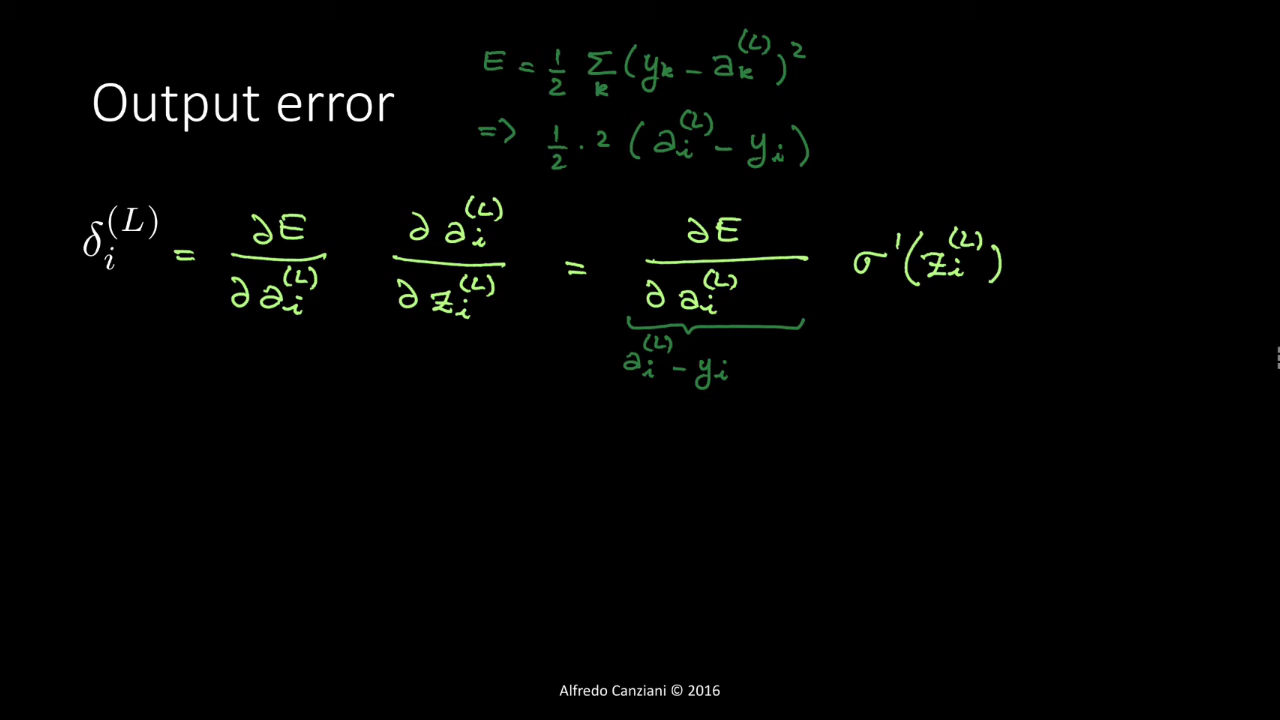 E = 1/2 Σ_k (y_k − a_k^(L))^2
Output error
=> 1/2 · 2 (a_i^(L) − y_i)
δ_i^(L) = ∂E/∂a_i^(L) ∂a_i^(L)/∂z_i^(L) = ∂E/∂a_i^(L) σ'(z_i^(L))
a_i^(L) − y_i
Alfredo Canziani © 2016